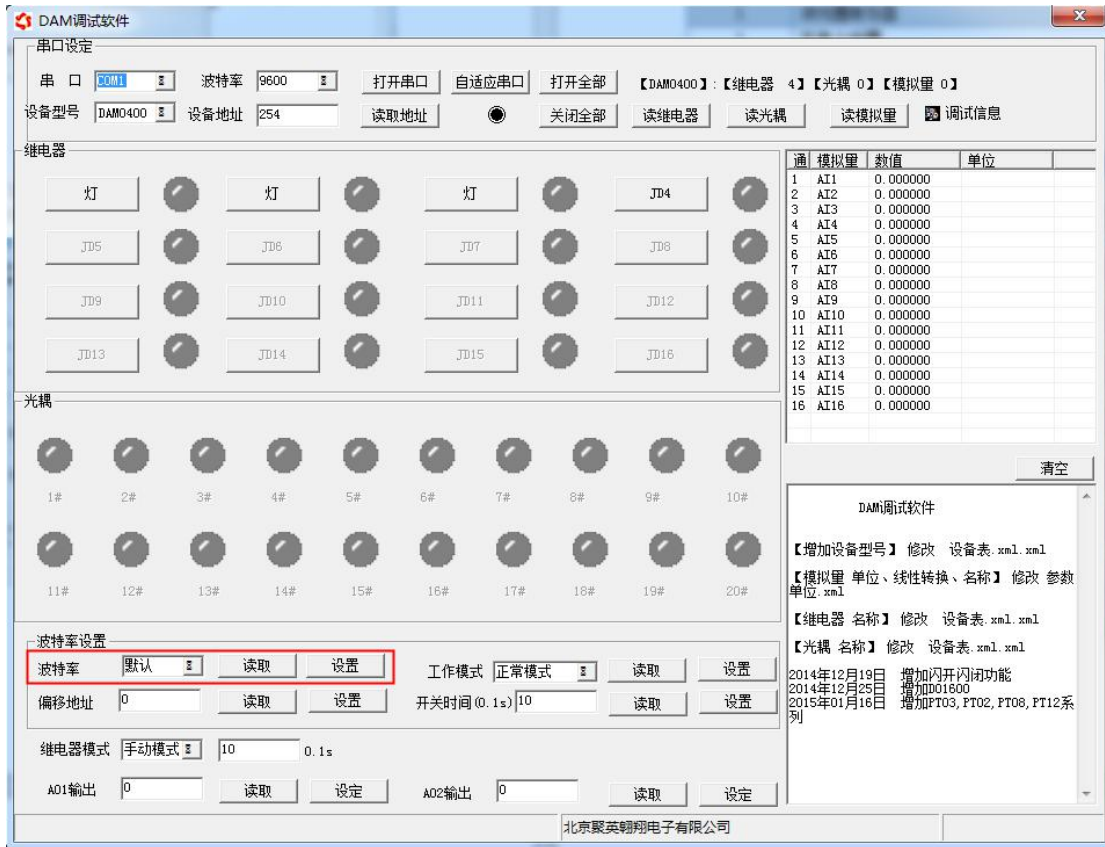 DAM调试软件
串口设定
串 口 COM1 波特率 9600 打开串口 自适应串口 打开全部 【DAM0400】:【继电器 4】【光耦 0】【模拟量 0】
设备型号 DAM0400 设备地址 254 读取地址 关闭全部 读继电器 读光耦 读模拟量 调试信息
继电器
灯 灯 灯 JD4
JD5 JD6 JD7 JD8
JD9 JD10 JD11 JD12
JD13 JD14 JD15 JD16
光耦
1# 2# 3# 4# 5# 6# 7# 8# 9# 10#
11# 12# 13# 14# 15# 16# 17# 18# 19# 20#
波特率设置
波特率 默认 读取 设置 工作模式 正常模式 读取 设置
偏移地址 0 读取 设置 开关时间(0.1s) 10 读取 设置
继电器模式 手动模式 10 0.1s
AO1输出 0 读取 设定 AO2输出 0 读取 设定
通 模拟量 数值 单位
1 AI1 0.000000
2 AI2 0.000000
3 AI3 0.000000
4 AI4 0.000000
5 AI5 0.000000
6 AI6 0.000000
7 AI7 0.000000
8 AI8 0.000000
9 AI9 0.000000
10 AI10 0.000000
11 AI11 0.000000
12 AI12 0.000000
13 AI13 0.000000
14 AI14 0.000000
15 AI15 0.000000
16 AI16 0.000000
清空
DAM调试软件
【增加设备型号】 修改 设备表.xml.xml
【模拟量 单位、线性转换、名称】 修改 参数
单位.xml
【继电器 名称】 修改 设备表.xml.xml
【光耦 名称】 修改 设备表.xml.xml
2014年12月19日 增加闪开闪闭功能
2014年12月25日 增加DO1600
2015年01月16日 增加PT03,PT02,PT08,PT12系
列
北京聚英翱翔电子有限公司